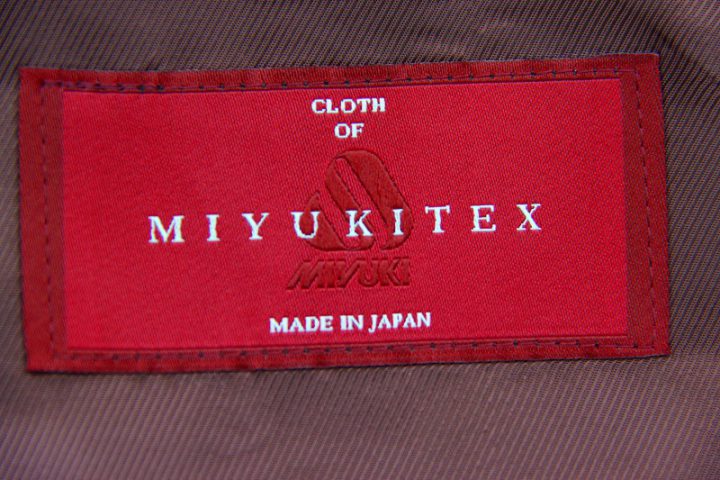 CLOTH
OF
MIYUKITEX
MIYUKI
MADE IN JAPAN